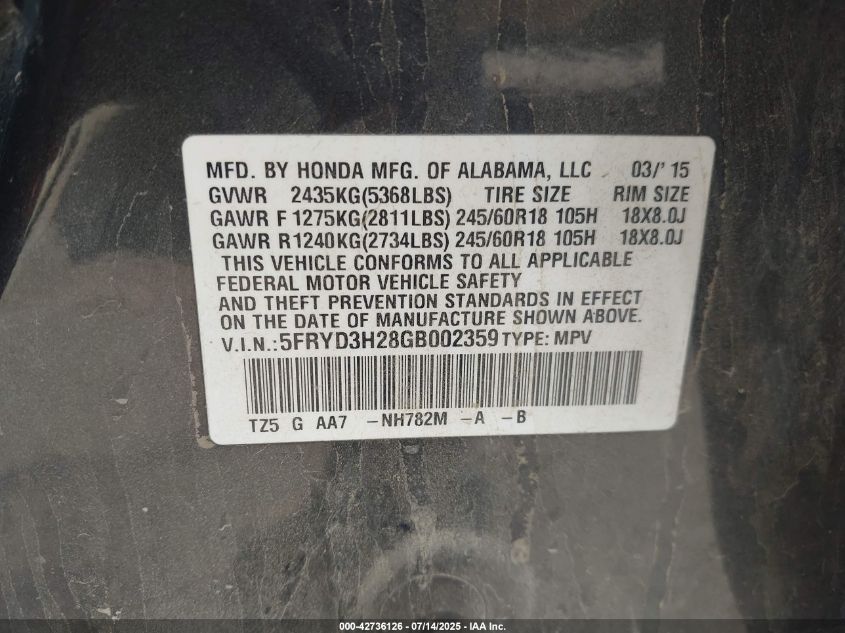 MFD. BY HONDA MFG. OF ALABAMA, LLC 03/' 15
GVWR 2435KG(5368LBS) TIRE SIZE RIM SIZE
GAWR F 1275KG(2811LBS) 245/60R18 105H 18X8.0J
GAWR R1240KG(2734LBS) 245/60R18 105H 18X8.0J
THIS VEHICLE CONFORMS TO ALL APPLICABLE
FEDERAL MOTOR VEHICLE SAFETY
AND THEFT PREVENTION STANDARDS IN EFFECT
ON THE DATE OF MANUFACTURE SHOWN ABOVE.
V.I.N.:5FRYD3H28GB002359 TYPE: MPV
TZ5 G AA7 -NH782M -A -B
000-42736126 - 07/14/2025 - IAA Inc.